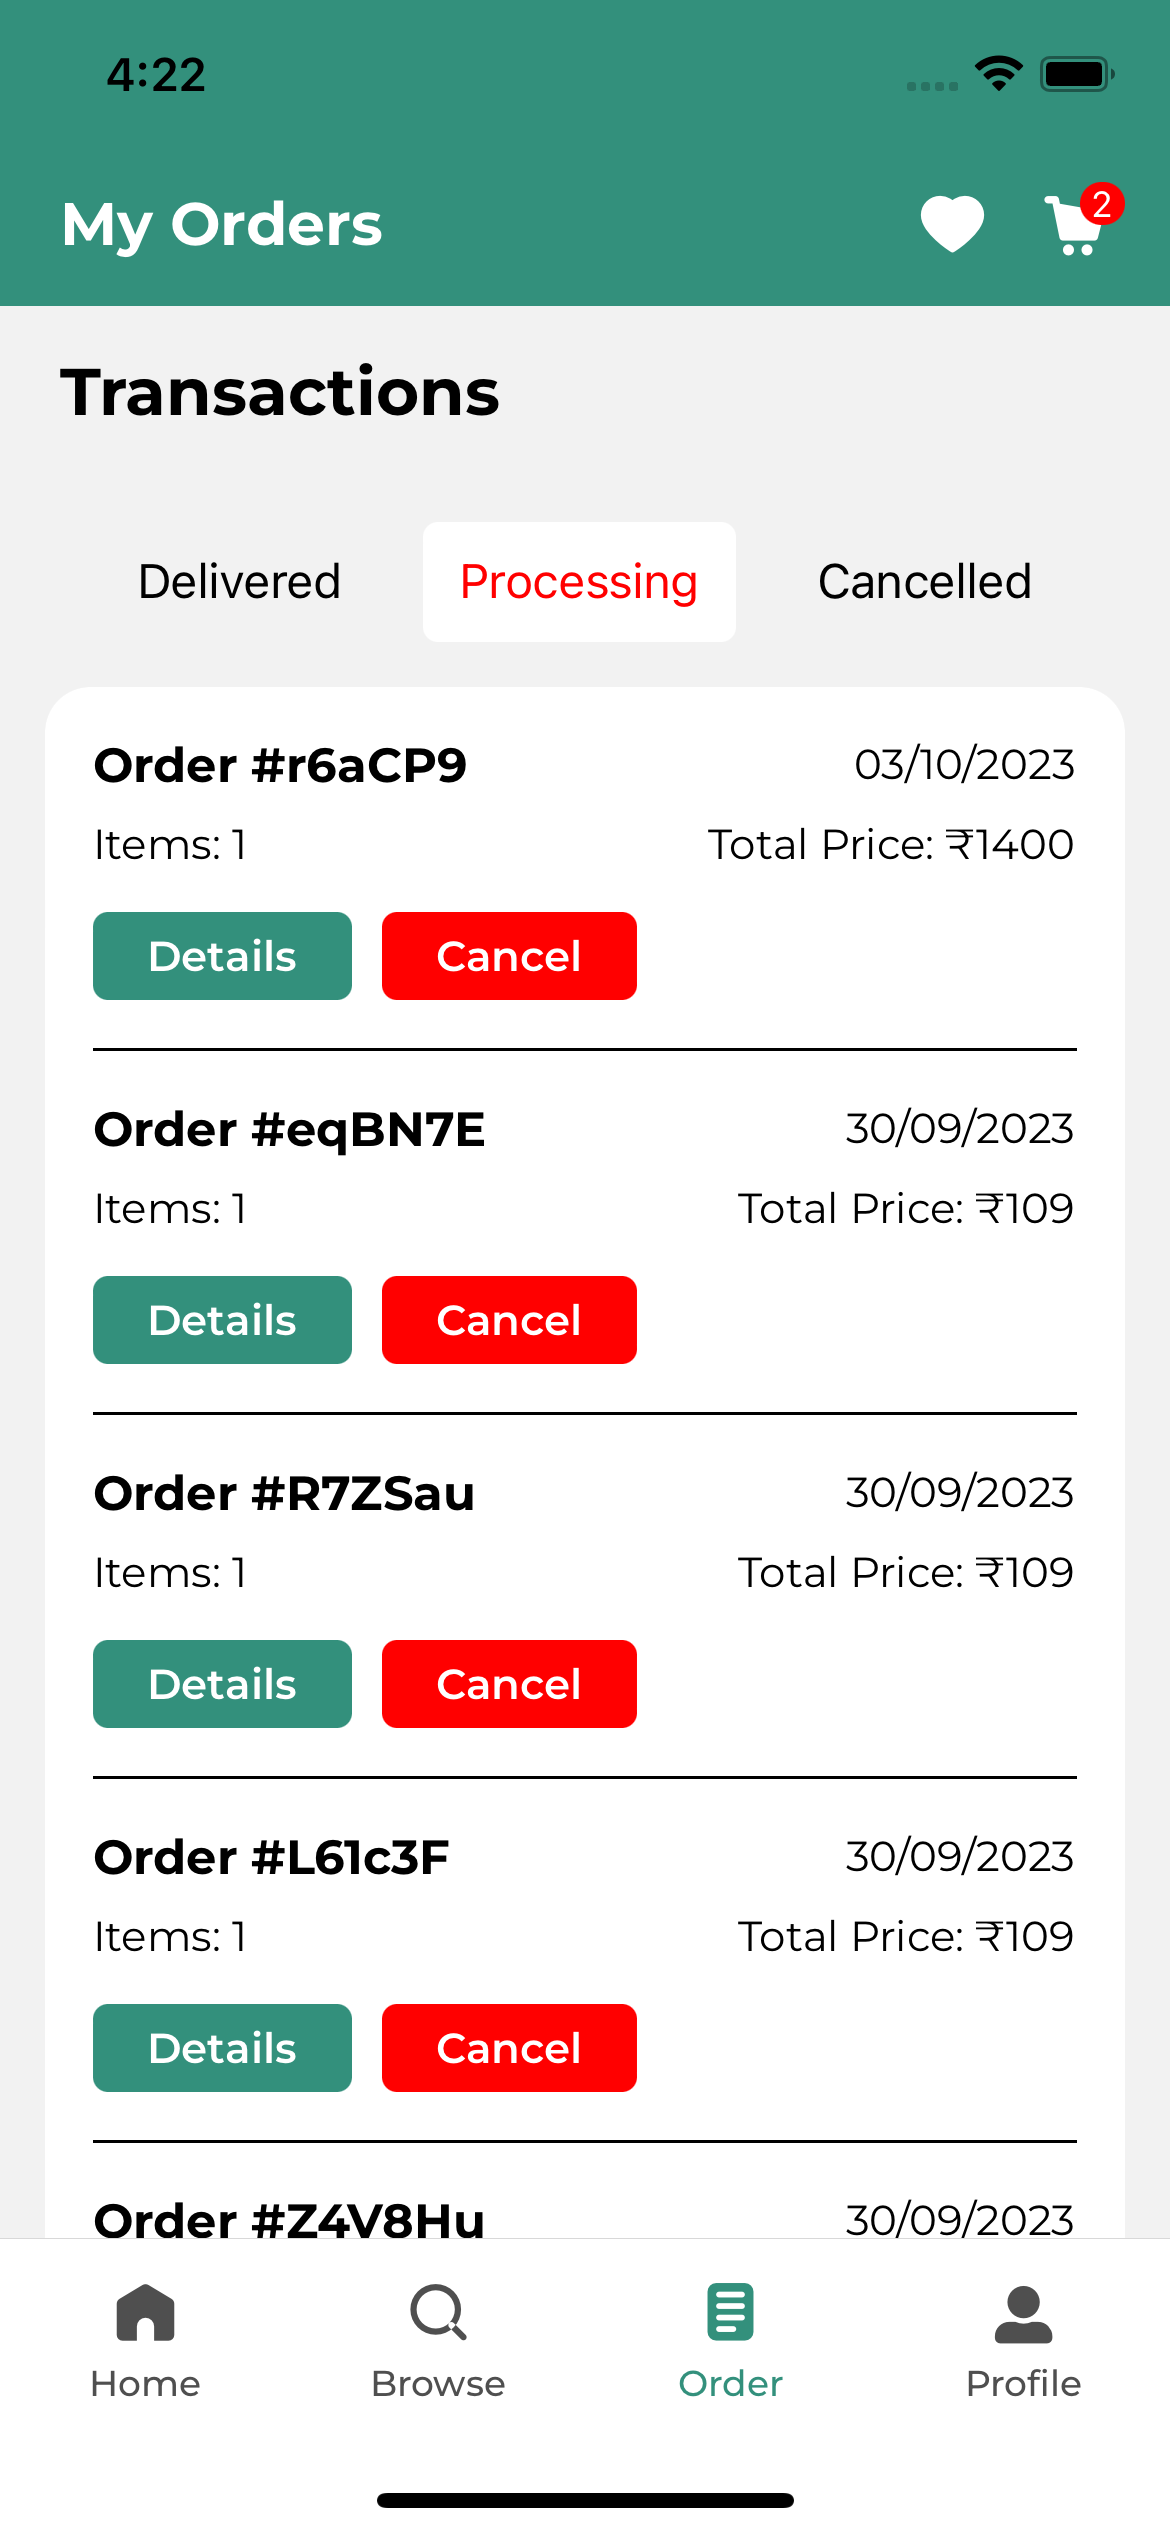 4:22
My Orders
2
Transactions
Delivered Processing Cancelled
Order #r6aCP9 03/10/2023
Items: 1 Total Price: ₹1400
Details Cancel
Order #eqBN7E 30/09/2023
Items: 1 Total Price: ₹109
Details Cancel
Order #R7ZSau 30/09/2023
Items: 1 Total Price: ₹109
Details Cancel
Order #L61c3F 30/09/2023
Items: 1 Total Price: ₹109
Details Cancel
Order #Z4V8Hu 30/09/2023
Home Browse Order Profile